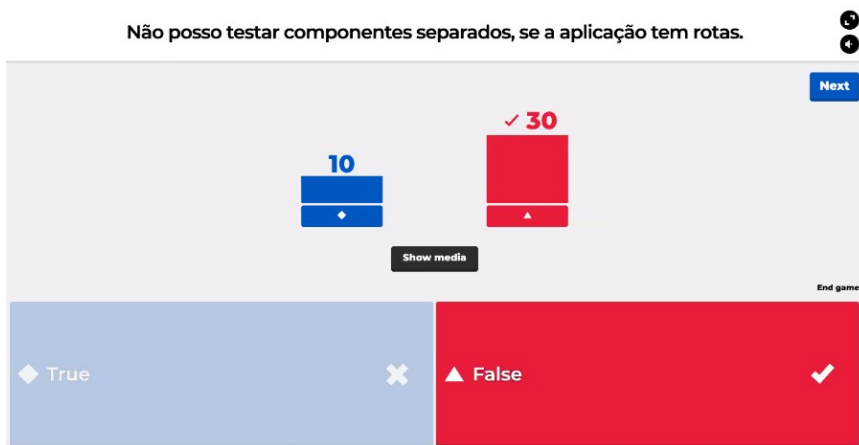 Não posso testar componentes separados, se a aplicação tem rotas.
Next
30
10
Show media
End game
True
False